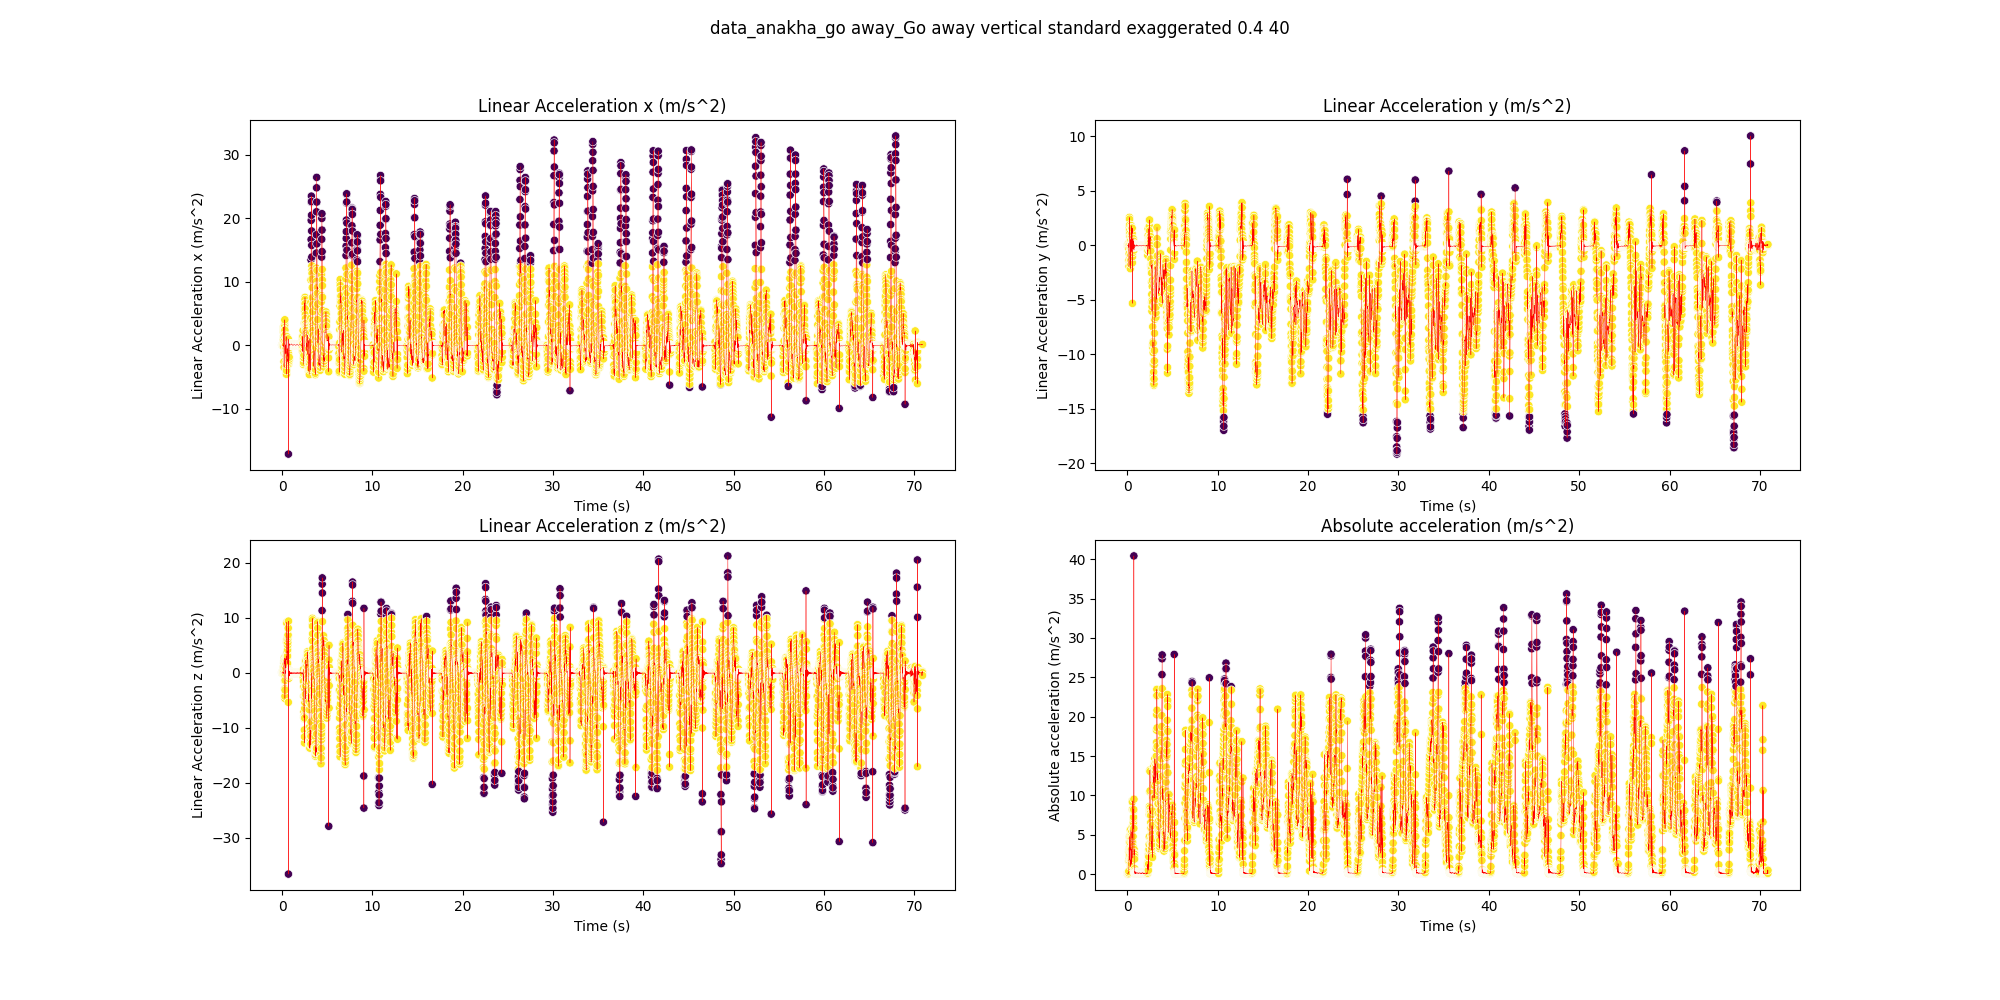 data_anakha_go away_Go away vertical standard exaggerated 0.4 40
Linear Acceleration x (m/s^2)
Linear Acceleration x (m/s^2)
30
20
10
0
−10
0 10 20 30 40 50 60 70
Time (s)
Linear Acceleration y (m/s^2)
Linear Acceleration y (m/s^2)
10
5
0
−5
−10
−15
−20
0 10 20 30 40 50 60 70
Time (s)
Linear Acceleration z (m/s^2)
Linear Acceleration z (m/s^2)
20
10
0
−10
−20
−30
0 10 20 30 40 50 60 70
Time (s)
Absolute acceleration (m/s^2)
Absolute acceleration (m/s^2)
40
35
30
25
20
15
10
5
0
0 10 20 30 40 50 60 70
Time (s)